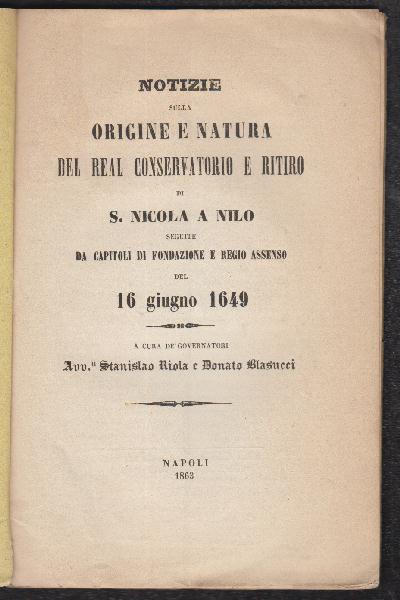 NOTIZIE
SULLA
ORIGINE E NATURA
DEL REAL CONSERVATORIO E RITIRO
DI
S. NICOLA A NILO
SEGUITE
DA CAPITOLI DI FONDAZIONE E REGIO ASSENSO
DEL
16 giugno 1649
A CURA DE' GOVERNATORI
Avv.ti Stanislao Riola e Donato Blasucci
NAPOLI
1863